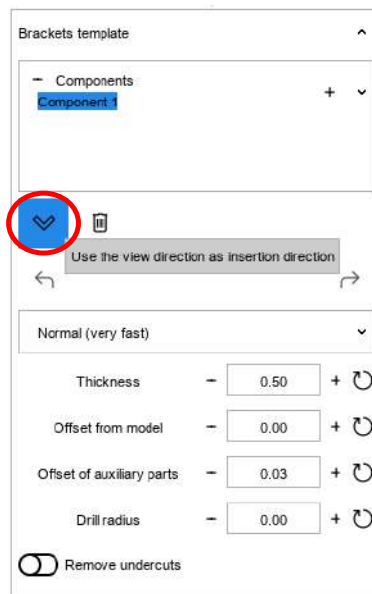 Brackets template
Components
Component 1
Use the view direction as insertion direction
Normal (very fast)
Thickness - 0.50 +
Offset from model - 0.00 +
Offset of auxiliary parts - 0.03 +
Drill radius - 0.00 +
Remove undercuts